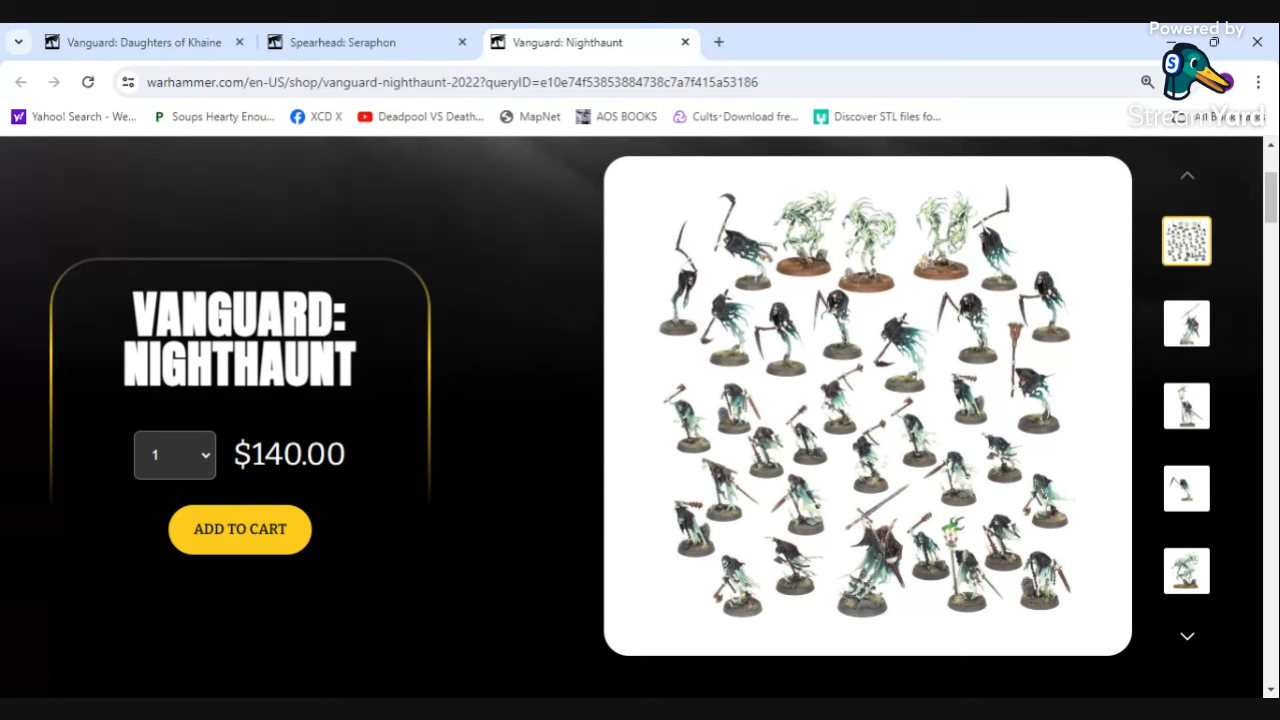 Powered by
StreamYard
Vanguard: Daughters of Khaine
Spearhead: Seraphon
Vanguard: Nighthaunt
warhammer.com/en-US/shop/vanguard-nighthaunt-2022?queryID=e10e74f53853884738c7a7f415a53186
Yahoo! Search - We...
Soups Hearty Enou...
XCD X
Deadpool VS Death...
MapNet
AOS BOOKS
Cults · Download fre...
Discover STL files fo...
VANGUARD:
NIGHTHAUNT
1
$140.00
ADD TO CART